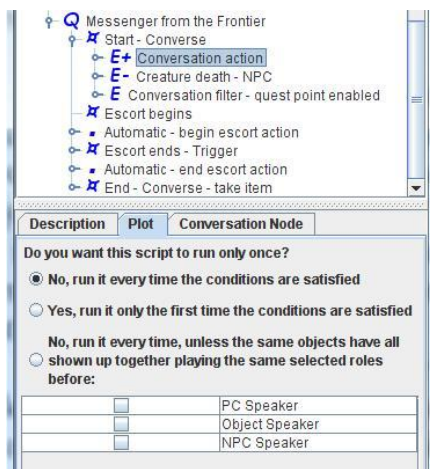 Q Messenger from the Frontier
Start - Converse
E+ Conversation action
E- Creature death - NPC
E Conversation filter - quest point enabled
Escort begins
Automatic - begin escort action
Escort ends - Trigger
Automatic - end escort action
End - Converse - take item
Description Plot Conversation Node
Do you want this script to run only once?
No, run it every time the conditions are satisfied
Yes, run it only the first time the conditions are satisfied
No, run it every time, unless the same objects have all
shown up together playing the same selected roles
before:
PC Speaker
Object Speaker
NPC Speaker